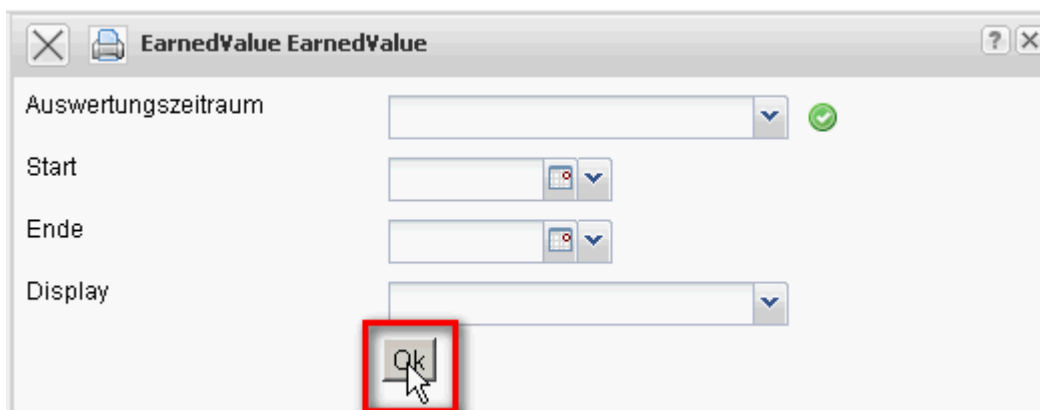 EarnedValue EarnedValue ?
Auswertungszeitraum
Start
Ende
Display
Ok